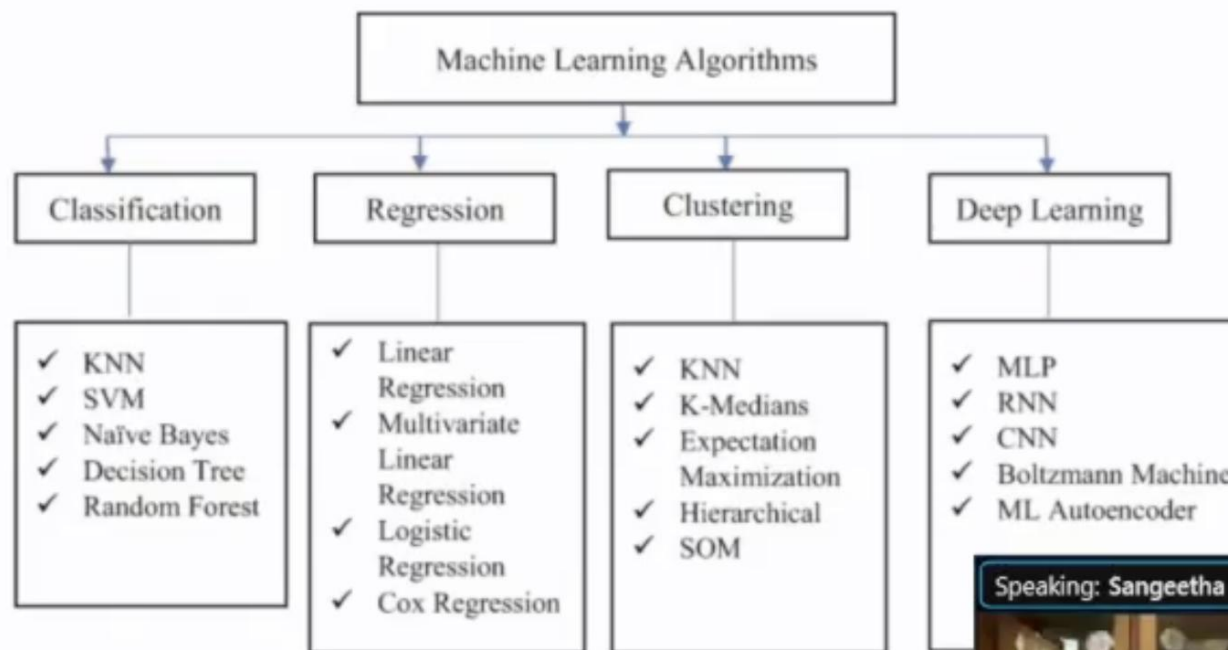 Machine Learning Algorithms
Classification
Regression
Clustering
Deep Learning
✓ KNN
✓ SVM
✓ Naïve Bayes
✓ Decision Tree
✓ Random Forest
✓ Linear
Regression
✓ Multivariate
Linear
Regression
✓ Logistic
Regression
✓ Cox Regression
✓ KNN
✓ K-Medians
✓ Expectation
Maximization
✓ Hierarchical
✓ SOM
✓ MLP
✓ RNN
✓ CNN
✓ Boltzmann Machine
✓ ML Autoencoder
Speaking: Sangeetha